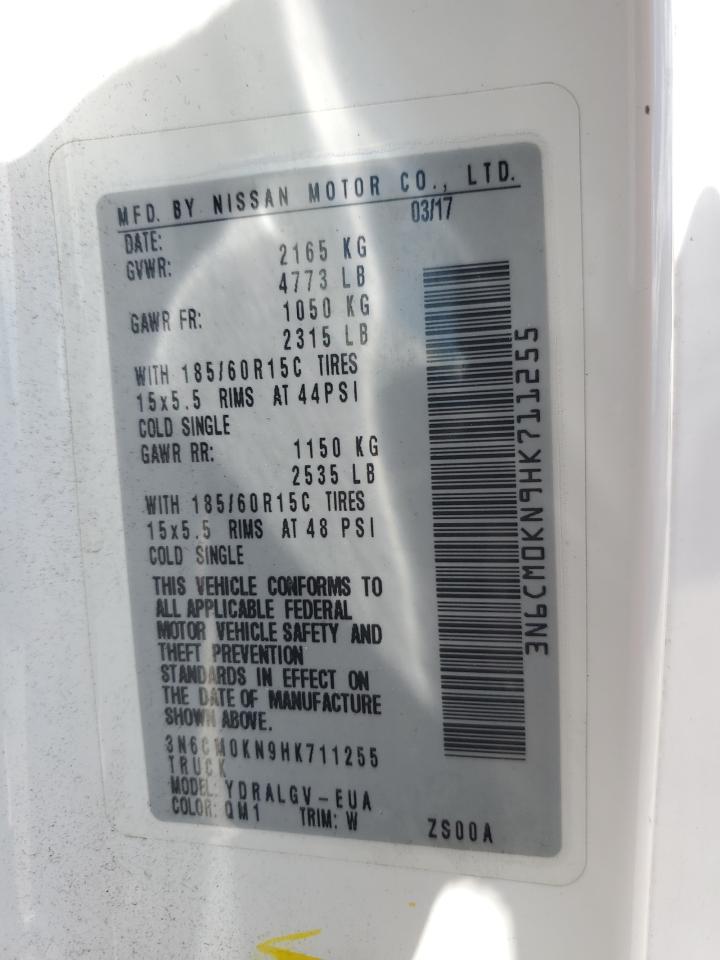 MFD. BY NISSAN MOTOR CO., LTD.
DATE: 03/17
GVWR: 2165 KG
4773 LB
GAWR FR: 1050 KG
2315 LB
WITH 185/60R15C TIRES
15x5.5 RIMS AT 44PSI
COLD SINGLE
GAWR RR: 1150 KG
2535 LB
WITH 185/60R15C TIRES
15x5.5 RIMS AT 48 PSI
COLD SINGLE
THIS VEHICLE CONFORMS TO
ALL APPLICABLE FEDERAL
MOTOR VEHICLE SAFETY AND
THEFT PREVENTION
STANDARDS IN EFFECT ON
THE DATE OF MANUFACTURE
SHOWN ABOVE.
3N6CM0KN9HK711255
TRUCK
MODEL: YDRALGV-EUA
COLOR: QM1 TRIM: W ZS00A
3N6CM0KN9HK711255